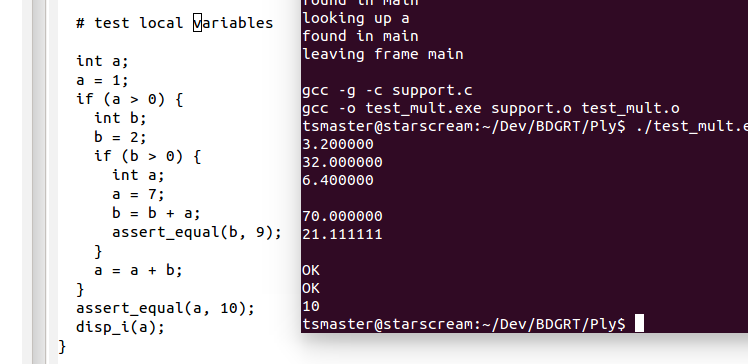 # test local variables
int a;
a = 1;
if (a > 0) {
int b;
b = 2;
if (b > 0) {
int a;
a = 7;
b = b + a;
assert_equal(b, 9);
}
a = a + b;
}
assert_equal(a, 10);
disp_i(a);
}
found in main
looking up a
found in main
leaving frame main
gcc -g -c support.c
gcc -o test_mult.exe support.o test_mult.o
tsmaster@starscream:~/Dev/BDGRT/Ply$ ./test_mult.e
3.200000
32.000000
6.400000
70.000000
21.111111
OK
OK
10
tsmaster@starscream:~/Dev/BDGRT/Ply$